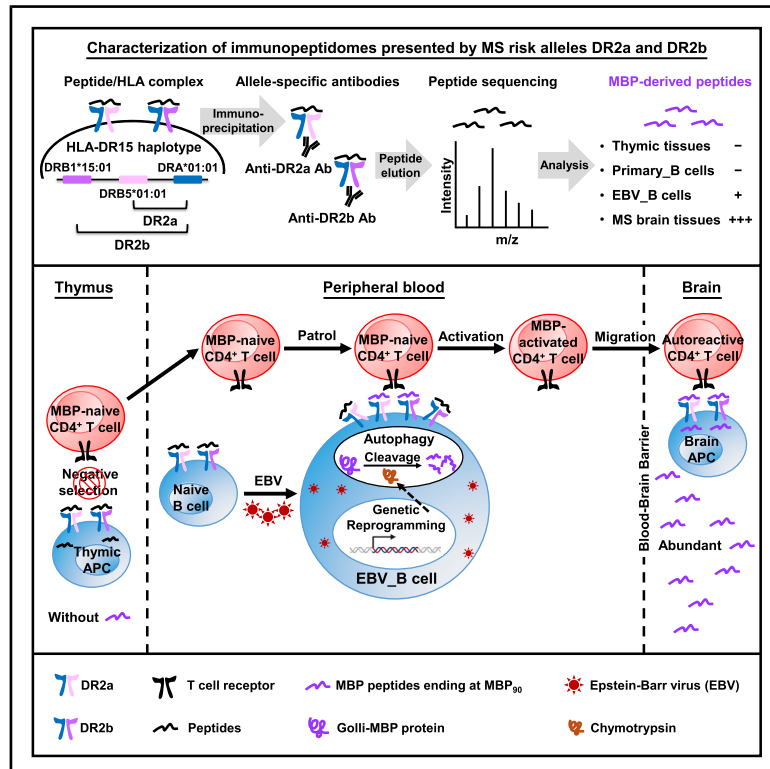 Characterization of immunopeptidomes presented by MS risk alleles DR2a and DR2b
Peptide/HLA complex
HLA-DR15 haplotype
DRB1*15:01
DRA*01:01
DRB5*01:01
DR2a
DR2b
Immuno-
precipitation
Allele-specific antibodies
Anti-DR2a Ab
Anti-DR2b Ab
Peptide
elution
Peptide sequencing
Intensity
m/z
Analysis
MBP-derived peptides
• Thymic tissues –
• Primary_B cells –
• EBV_B cells +
• MS brain tissues +++
Thymus
Peripheral blood
Brain
MBP-naive
CD4+ T cell
Negative
selection
Thymic
APC
Without
MBP-naive
CD4+ T cell
Patrol
MBP-naive
CD4+ T cell
Activation
MBP-
activated
CD4+ T cell
Migration
Autoreactive
CD4+ T cell
Naive
B cell
EBV
Autophagy
Cleavage
Genetic
Reprogramming
EBV_B cell
Blood-Brain Barrier
Brain
APC
Abundant
DR2a
T cell receptor
MBP peptides ending at MBP90
Epstein-Barr virus (EBV)
DR2b
Peptides
Golli-MBP protein
Chymotrypsin